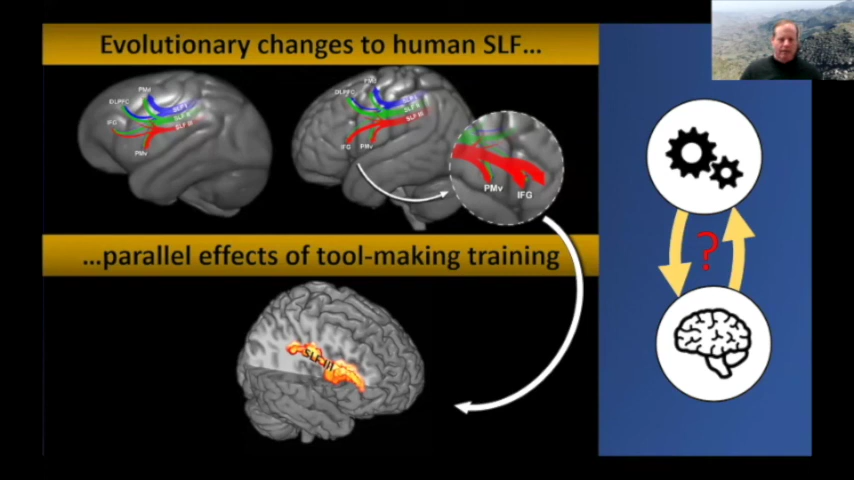 Evolutionary changes to human SLF...
PMd
DLPFC
SLF I
SLF II
IFG
SLF III
PMv
PMd
DLPFC
SLF I
SLF II
SLF III
IFG PMv
PMv
IFG
?
...parallel effects of tool-making training
SLF III